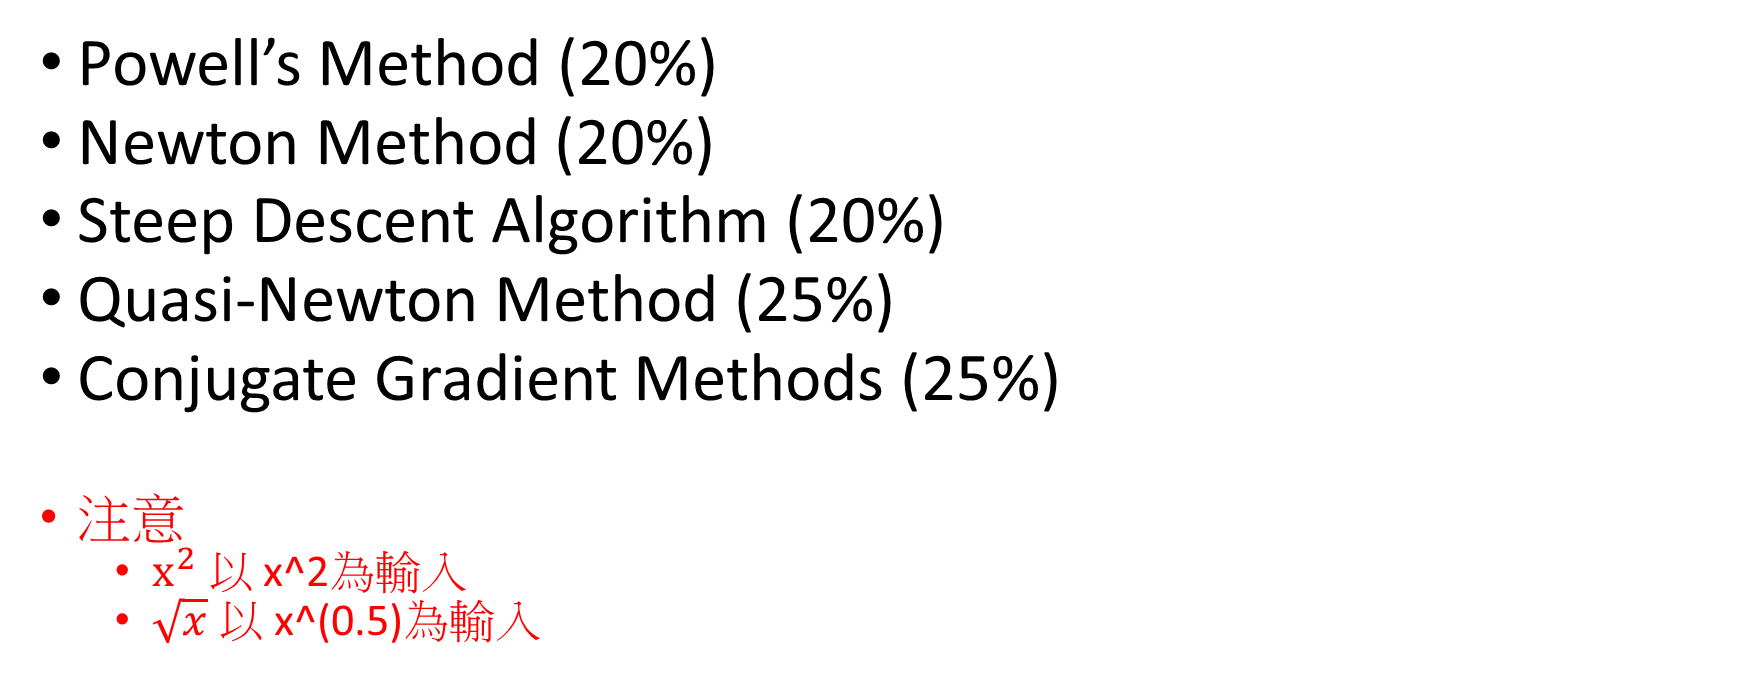 • Powell’s Method (20%)
• Newton Method (20%)
• Steep Descent Algorithm (20%)
• Quasi-Newton Method (25%)
• Conjugate Gradient Methods (25%)
• 注意
• x² 以 x^2為輸入
• √x 以 x^(0.5)為輸入